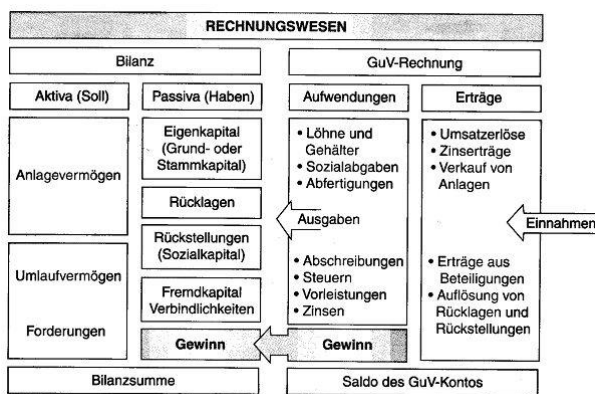 RECHNUNGSWESEN
Bilanz
GuV-Rechnung
Aktiva (Soll)
Passiva (Haben)
Aufwendungen
Erträge
Anlagevermögen
Umlaufvermögen
Forderungen
Eigenkapital
(Grund- oder
Stammkapital)
Rücklagen
Rückstellungen
(Sozialkapital)
Fremdkapital
Verbindlichkeiten
Gewinn
• Löhne und
Gehälter
• Sozialabgaben
• Abfertigungen
Ausgaben
• Abschreibungen
• Steuern
• Vorleistungen
• Zinsen
Gewinn
• Umsatzerlöse
• Zinserträge
• Verkauf von
Anlagen
Einnahmen
• Erträge aus
Beteiligungen
• Auflösung von
Rücklagen und
Rückstellungen
Bilanzsumme
Saldo des GuV-Kontos